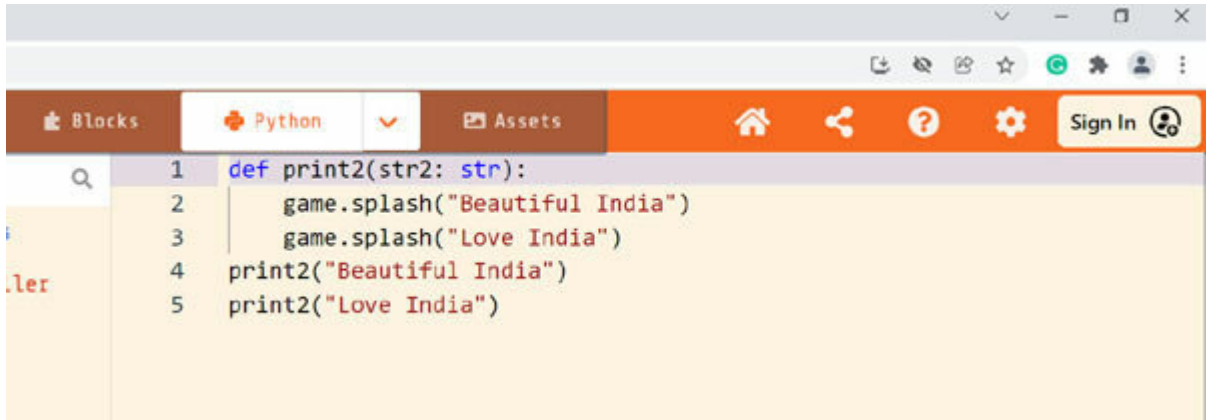 Blocks Python Assets Sign In
1 def print2(str2: str):
2     game.splash("Beautiful India")
3     game.splash("Love India")
ller
4 print2("Beautiful India")
5 print2("Love India")